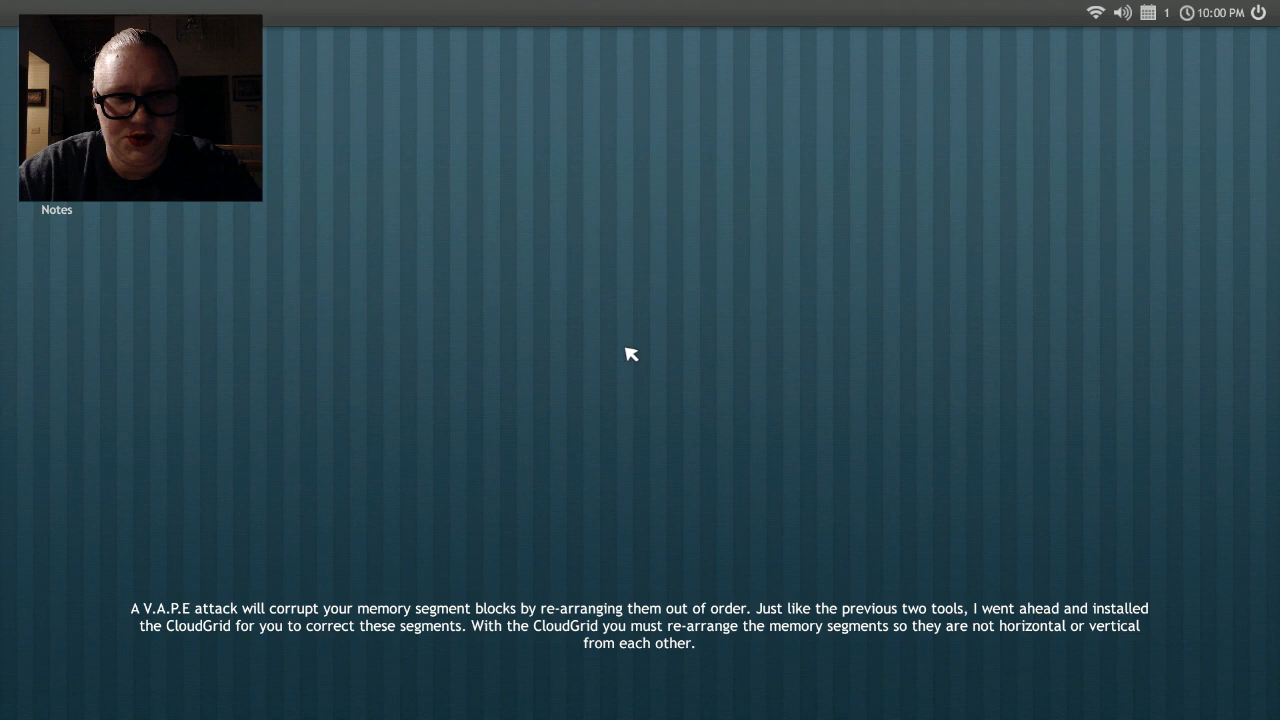 1 10:00 PM
Notes
A V.A.P.E attack will corrupt your memory segment blocks by re-arranging them out of order. Just like the previous two tools, I went ahead and installed
the CloudGrid for you to correct these segments. With the CloudGrid you must re-arrange the memory segments so they are not horizontal or vertical
from each other.